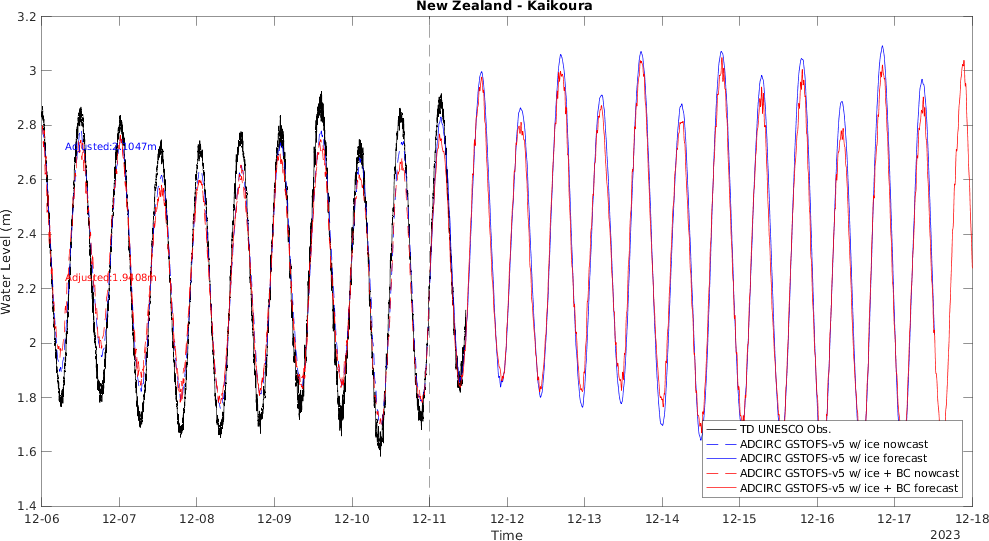 New Zealand - Kaikoura
3.2
3
2.8
2.6
2.4
2.2
2
1.8
1.6
1.4
Water Level (m)
Adjusted:2.1047m
Adjusted:1.9408m
TD UNESCO Obs.
ADCIRC GSTOFS-v5 w/ ice nowcast
ADCIRC GSTOFS-v5 w/ ice forecast
ADCIRC GSTOFS-v5 w/ ice + BC nowcast
ADCIRC GSTOFS-v5 w/ ice + BC forecast
12-06 12-07 12-08 12-09 12-10 12-11 12-12 12-13 12-14 12-15 12-16 12-17 12-18
Time
2023